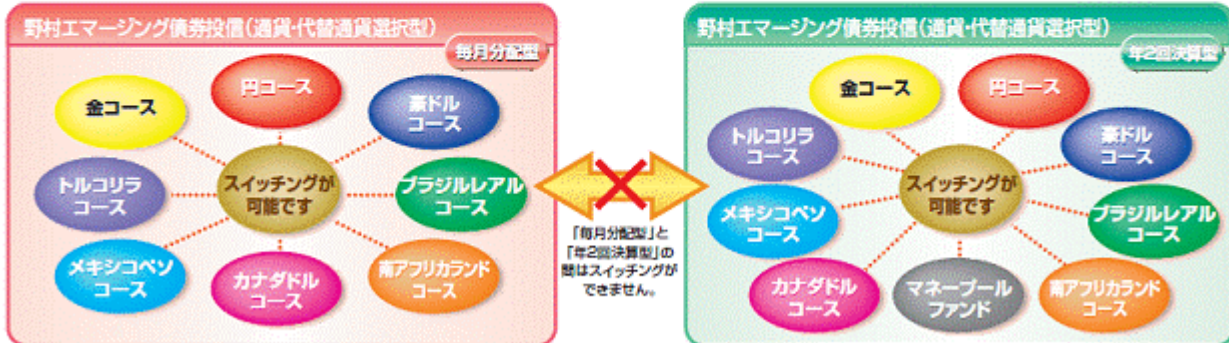 野村エマージング債券投信(通貨・代替通貨選択型)
毎月分配型
金コース
円コース
豪ドル
コース
トルコリラ
コース
スイッチングが
可能です
ブラジルレアル
コース
メキシコペソ
コース
カナダドル
コース
南アフリカランド
コース
「毎月分配型」と
「年2回決算型」の
間はスイッチングが
できません。
野村エマージング債券投信(通貨・代替通貨選択型)
年2回決算型
金コース
円コース
トルコリラ
コース
豪ドル
コース
スイッチングが
可能です
メキシコペソ
コース
ブラジルレアル
コース
カナダドル
コース
マネープール
ファンド
南アフリカランド
コース